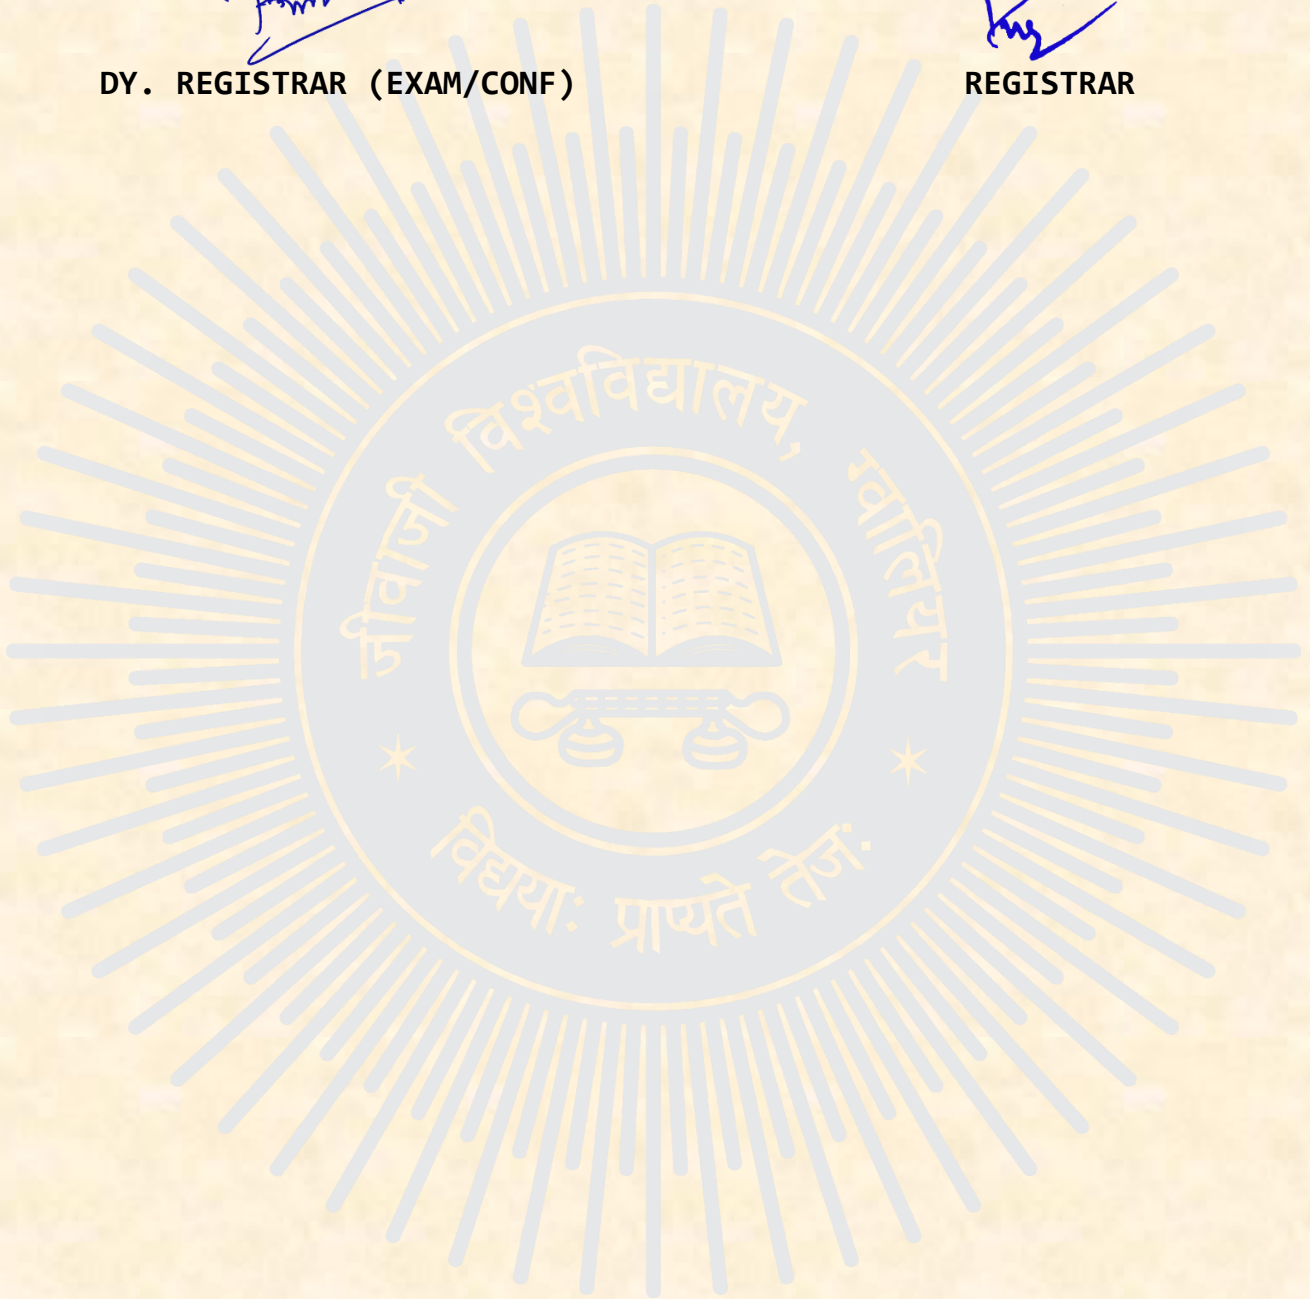 DY. REGISTRAR (EXAM/CONF) REGISTRAR
जीवाजी विश्वविद्यालय, ग्वालियर
विद्यया: प्राप्यते तेज: